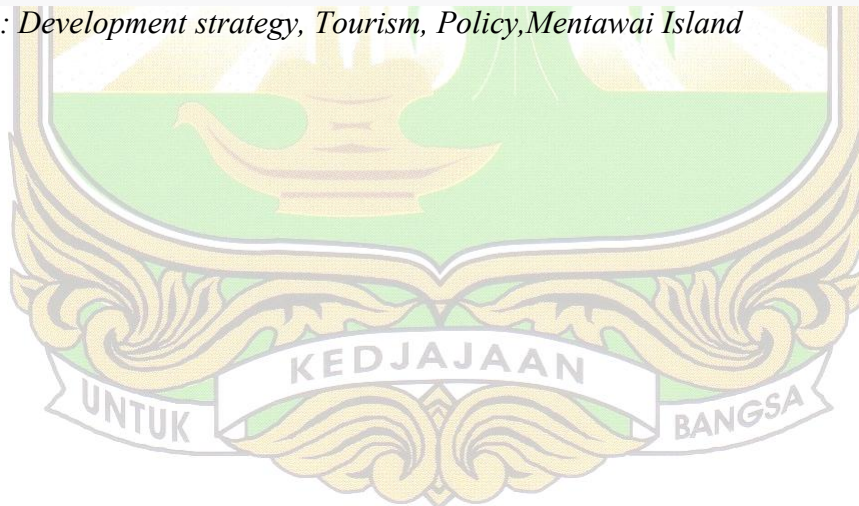 : Development strategy, Tourism, Policy,Mentawai Island
UNTUK KEDJAJAAN BANGSA